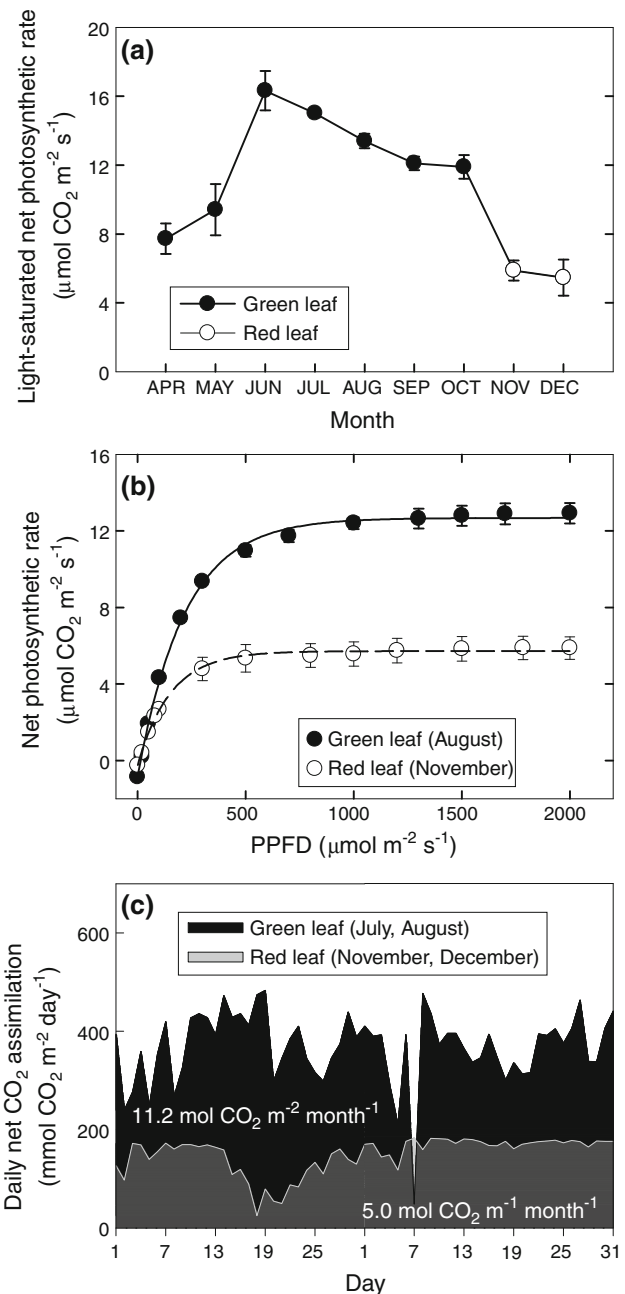 (a)
Light-saturated net photosynthetic rate
(μmol CO2 m-2 s-1)
20
16
12
8
4
0
Green leaf
Red leaf
APR MAY JUN JUL AUG SEP OCT NOV DEC
Month
(b)
Net photosynthetic rate
(μmol CO2 m-2 s-1)
16
12
8
4
0
Green leaf (August)
Red leaf (November)
0 500 1000 1500 2000
PPFD (μmol m-2 s-1)
(c)
Daily net CO2 assimilation
(mmol CO2 m-2 day-1)
600
400
200
0
Green leaf (July, August)
Red leaf (November, December)
11.2 mol CO2 m-2 month-1
5.0 mol CO2 m-1 month-1
1 7 13 19 25 1 7 13 19 25 31
Day